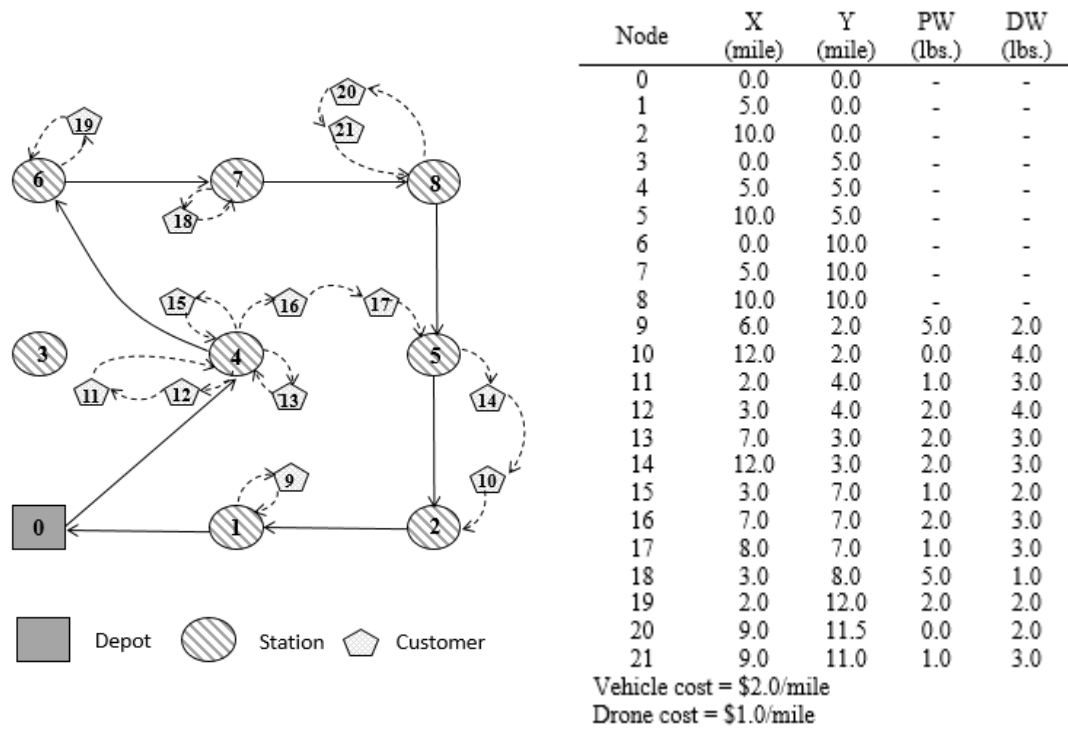 20
19
21
6
7
8
18
15
16
17
3
4
5
11
12
13
14
9
10
0
1
2
Depot
Station
Customer
Node X (mile) Y (mile) PW (lbs.) DW (lbs.)
0 0.0 0.0 - -
1 5.0 0.0 - -
2 10.0 0.0 - -
3 0.0 5.0 - -
4 5.0 5.0 - -
5 10.0 5.0 - -
6 0.0 10.0 - -
7 5.0 10.0 - -
8 10.0 10.0 - -
9 6.0 2.0 5.0 2.0
10 12.0 2.0 0.0 4.0
11 2.0 4.0 1.0 3.0
12 3.0 4.0 2.0 4.0
13 7.0 3.0 2.0 3.0
14 12.0 3.0 2.0 3.0
15 3.0 7.0 1.0 2.0
16 7.0 7.0 2.0 3.0
17 8.0 7.0 1.0 3.0
18 3.0 8.0 5.0 1.0
19 2.0 12.0 2.0 2.0
20 9.0 11.5 0.0 2.0
21 9.0 11.0 1.0 3.0
Vehicle cost = $2.0/mile
Drone cost = $1.0/mile